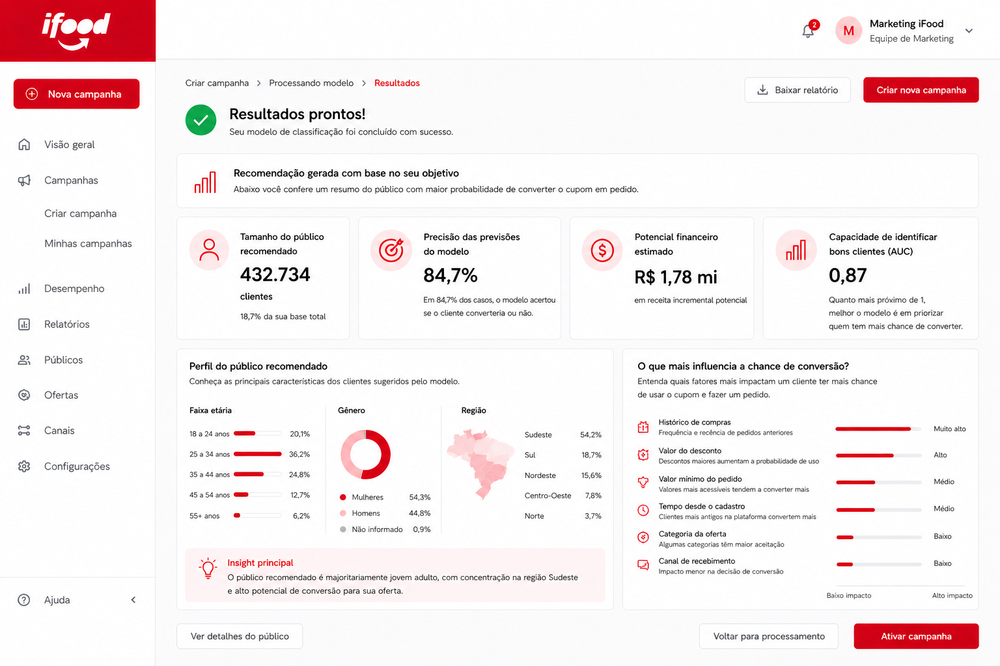 ifood
2
M
Marketing iFood
Equipe de Marketing
Nova campanha
Visão geral
Campanhas
Criar campanha
Minhas campanhas
Desempenho
Relatórios
Públicos
Ofertas
Canais
Configurações
Ajuda
Criar campanha > Processando modelo > Resultados
Baixar relatório
Criar nova campanha
Resultados prontos!
Seu modelo de classificação foi concluído com sucesso.
Recomendação gerada com base no seu objetivo
Abaixo você confere um resumo do público com maior probabilidade de converter o cupom em pedido.
Tamanho do público
recomendado
432.734
clientes
18,7% da sua base total
Precisão das previsões
do modelo
84,7%
Em 84,7% dos casos, o modelo acertou
se o cliente converteria ou não.
Potencial financeiro
estimado
R$ 1,78 mi
em receita incremental potencial
Capacidade de identificar
bons clientes (AUC)
0,87
Quanto mais próximo de 1,
melhor o modelo é em priorizar
quem tem mais chance de converter.
Perfil do público recomendado
Conheça as principais características dos clientes sugeridos pelo modelo.
Faixa etária
18 a 24 anos 20,1%
25 a 34 anos 36,2%
35 a 44 anos 24,8%
45 a 54 anos 12,7%
55+ anos 6,2%
Gênero
Mulheres 54,3%
Homens 44,8%
Não informado 0,9%
Região
Sudeste 54,2%
Sul 18,7%
Nordeste 15,6%
Centro-Oeste 7,8%
Norte 3,7%
Insight principal
O público recomendado é majoritariamente jovem adulto, com concentração na região Sudeste
e alto potencial de conversão para sua oferta.
O que mais influencia a chance de conversão?
Entenda quais fatores mais impactam um cliente ter mais chance
de usar o cupom e fazer um pedido.
Histórico de compras
Frequência e recência de pedidos anteriores
Muito alto
Valor do desconto
Descontos maiores aumentam a probabilidade de uso
Alto
Valor mínimo do pedido
Valores mais acessíveis tendem a converter mais
Médio
Tempo desde o cadastro
Clientes mais antigos na plataforma convertem mais
Médio
Categoria da oferta
Algumas categorias têm maior aceitação
Baixo
Canal de recebimento
Impacto menor na decisão de conversão
Baixo
Baixo impacto
Alto impacto
Ver detalhes do público
Voltar para processamento
Ativar campanha